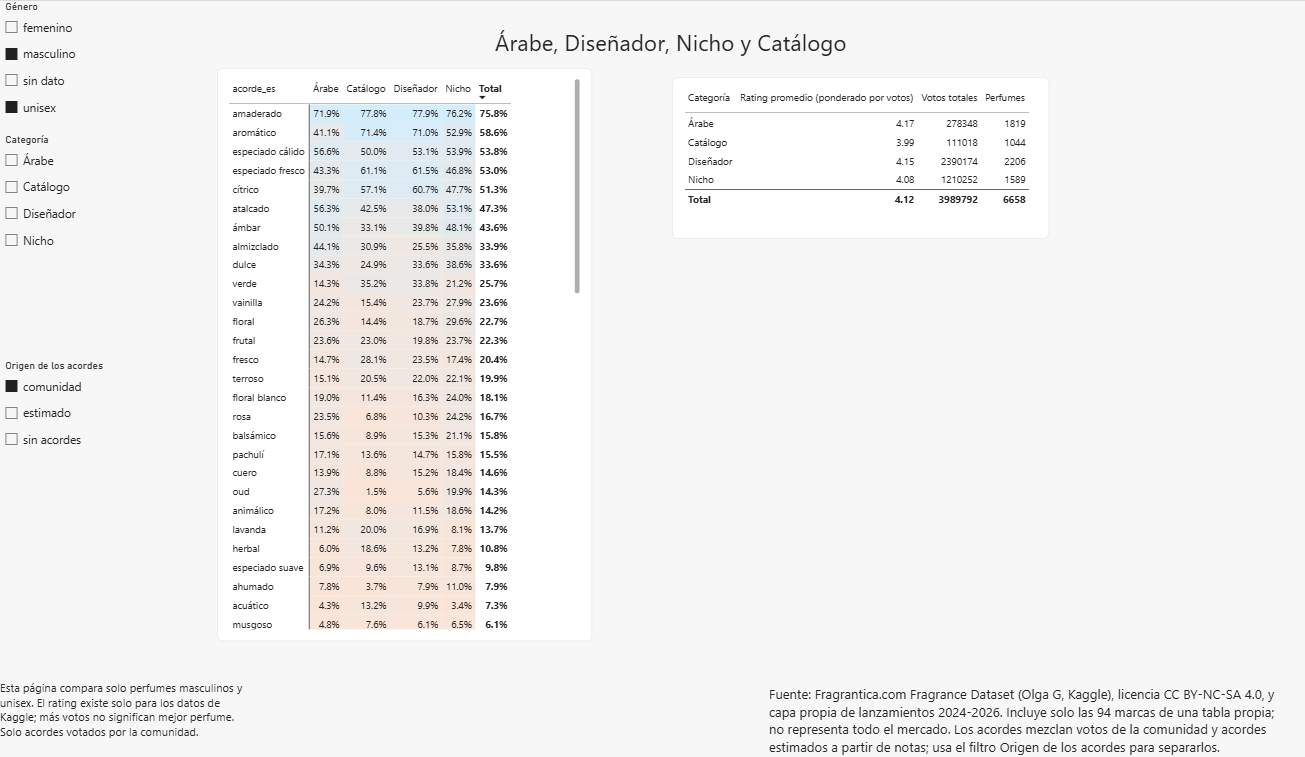 Género
femenino
masculino
sin dato
unisex
Categoría
Árabe
Catálogo
Diseñador
Nicho
Origen de los acordes
comunidad
estimado
sin acordes
Árabe, Diseñador, Nicho y Catálogo
acorde_es Árabe Catálogo Diseñador Nicho Total
amaderado 71.9% 77.8% 77.9% 76.2% 75.8%
aromático 41.1% 71.4% 71.0% 52.9% 58.6%
especiado cálido 56.6% 50.0% 53.1% 53.9% 53.8%
especiado fresco 43.3% 61.1% 61.5% 46.8% 53.0%
cítrico 39.7% 57.1% 60.7% 47.7% 51.3%
atalcado 56.3% 42.5% 38.0% 53.1% 47.3%
ámbar 50.1% 33.1% 39.8% 48.1% 43.6%
almizclado 44.1% 30.9% 25.5% 35.8% 33.9%
dulce 34.3% 24.9% 33.6% 38.6% 33.6%
verde 14.3% 35.2% 33.8% 21.2% 25.7%
vainilla 24.2% 15.4% 23.7% 27.9% 23.6%
floral 26.3% 14.4% 18.7% 29.6% 22.7%
frutal 23.6% 23.0% 19.8% 23.7% 22.3%
fresco 14.7% 28.1% 23.5% 17.4% 20.4%
terroso 15.1% 20.5% 22.0% 22.1% 19.9%
floral blanco 19.0% 11.4% 16.3% 24.0% 18.1%
rosa 23.5% 6.8% 10.3% 24.2% 16.7%
balsámico 15.6% 8.9% 15.3% 21.1% 15.8%
pachulí 17.1% 13.6% 14.7% 15.8% 15.5%
cuero 13.9% 8.8% 15.2% 18.4% 14.6%
oud 27.3% 1.5% 5.6% 19.9% 14.3%
animálico 17.2% 8.0% 11.5% 18.6% 14.2%
lavanda 11.2% 20.0% 16.9% 8.1% 13.7%
herbal 6.0% 18.6% 13.2% 7.8% 10.8%
especiado suave 6.9% 9.6% 13.1% 8.7% 9.8%
ahumado 7.8% 3.7% 7.9% 11.0% 7.9%
acuático 4.3% 13.2% 9.9% 3.4% 7.3%
musgoso 4.8% 7.6% 6.1% 6.5% 6.1%
Categoría Rating promedio (ponderado por votos) Votos totales Perfumes
Árabe 4.17 278348 1819
Catálogo 3.99 111018 1044
Diseñador 4.15 2390174 2206
Nicho 4.08 1210252 1589
Total 4.12 3989792 6658
Esta página compara solo perfumes masculinos y
unisex. El rating existe solo para los datos de
Kaggle; más votos no significan mejor perfume.
Solo acordes votados por la comunidad.
Fuente: Fragrantica.com Fragrance Dataset (Olga G, Kaggle), licencia CC BY-NC-SA 4.0, y
capa propia de lanzamientos 2024-2026. Incluye solo las 94 marcas de una tabla propia;
no representa todo el mercado. Los acordes mezclan votos de la comunidad y acordes
estimados a partir de notas; usa el filtro Origen de los acordes para separarlos.